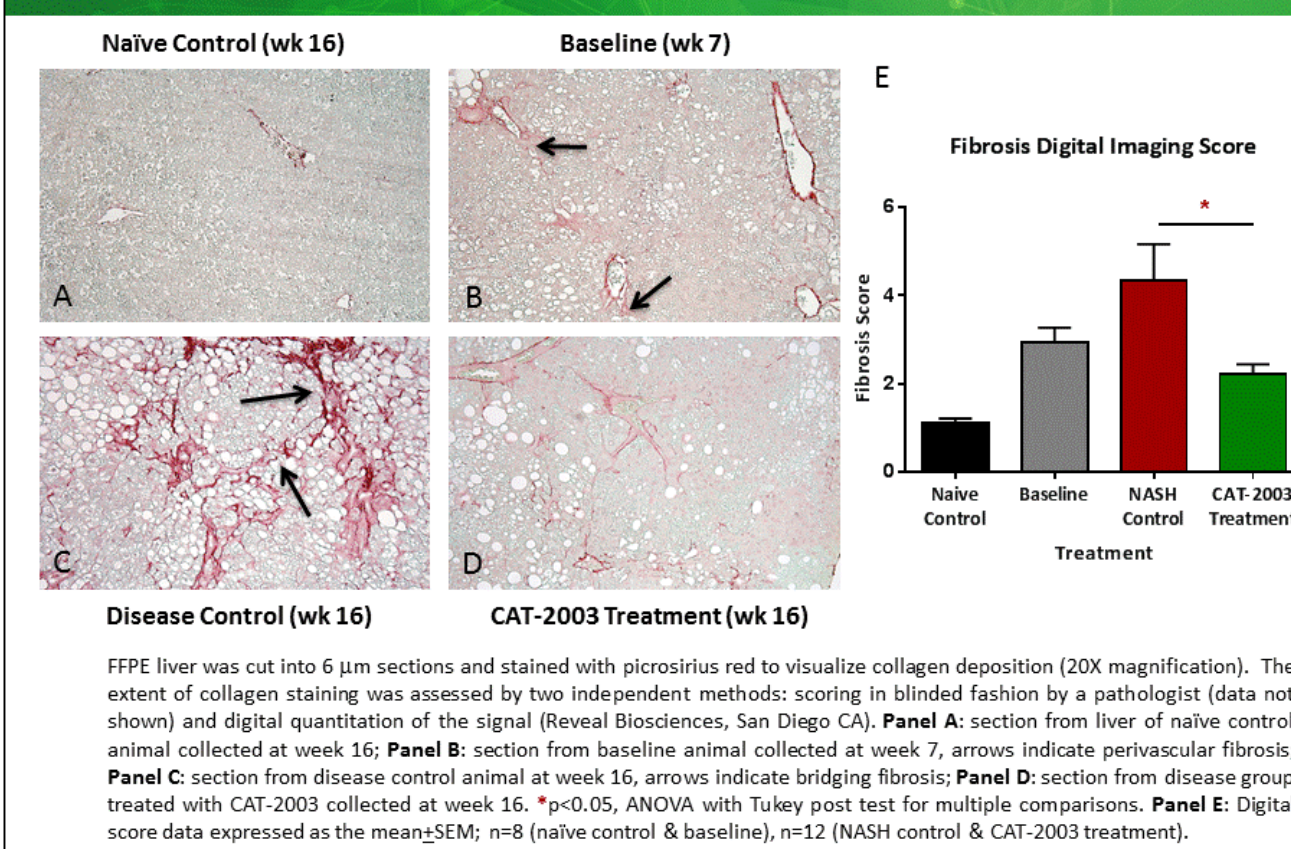 Naïve Control (wk 16)
Baseline (wk 7)
A
B
C
D
Disease Control (wk 16)
CAT-2003 Treatment (wk 16)
E
Fibrosis Digital Imaging Score
*
Fibrosis Score
6
4
2
0
Naive Control
Baseline
NASH Control
CAT-2003 Treatment
Treatment
FFPE liver was cut into 6 µm sections and stained with picrosirius red to visualize collagen deposition (20X magnification). The
extent of collagen staining was assessed by two independent methods: scoring in blinded fashion by a pathologist (data not
shown) and digital quantitation of the signal (Reveal Biosciences, San Diego CA). Panel A: section from liver of naïve control
animal collected at week 16; Panel B: section from baseline animal collected at week 7, arrows indicate perivascular fibrosis;
Panel C: section from disease control animal at week 16, arrows indicate bridging fibrosis; Panel D: section from disease group
treated with CAT-2003 collected at week 16. *p<0.05, ANOVA with Tukey post test for multiple comparisons. Panel E: Digital
score data expressed as the mean±SEM; n=8 (naïve control & baseline), n=12 (NASH control & CAT-2003 treatment).